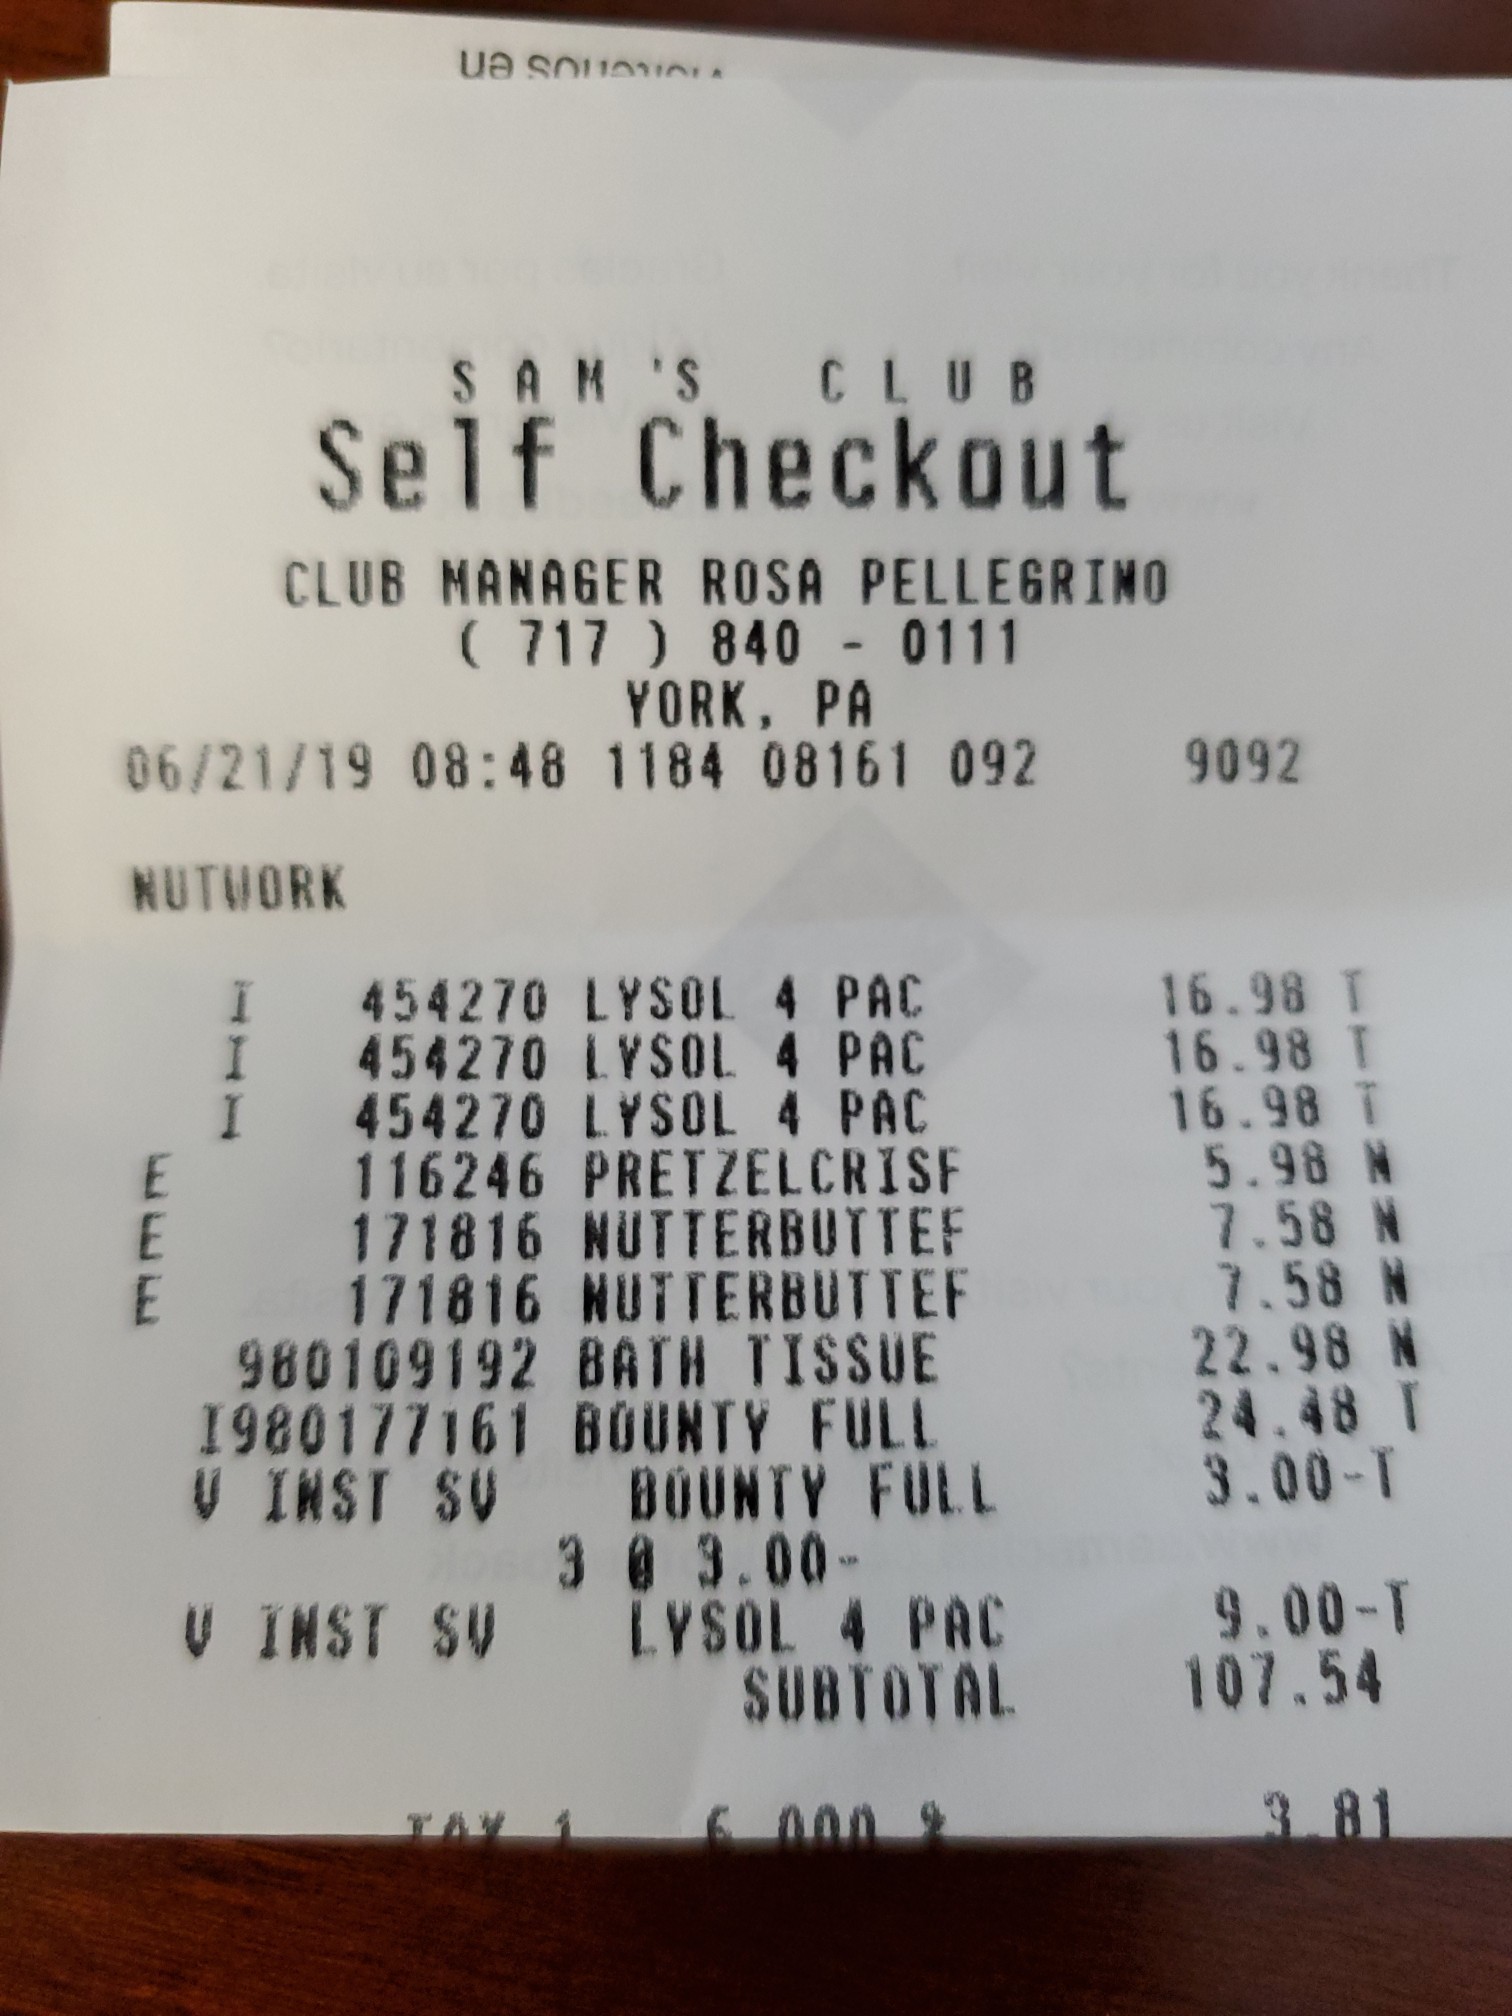 SAM'S CLUB
Self Checkout
CLUB MANAGER ROSA PELLEGRINO
( 717 ) 840 - 0111
YORK, PA
06/21/19 08:48 1184 08161 092 9092
NUTWORK
I 454270 LYSOL 4 PAC 16.98 T
I 454270 LYSOL 4 PAC 16.98 T
I 454270 LYSOL 4 PAC 16.98 T
E 116246 PRETZELCRISF 5.98 N
E 171816 NUTTERBUTTEF 7.58 N
E 171816 NUTTERBUTTEF 7.58 N
980109192 BATH TISSUE 22.98 N
I980177161 BOUNTY FULL 24.48 T
V INST SV BOUNTY FULL 3.00-T
3 @ 3.00-
V INST SV LYSOL 4 PAC 9.00-T
SUBTOTAL 107.54
TAX 1 6.000 % 3.81